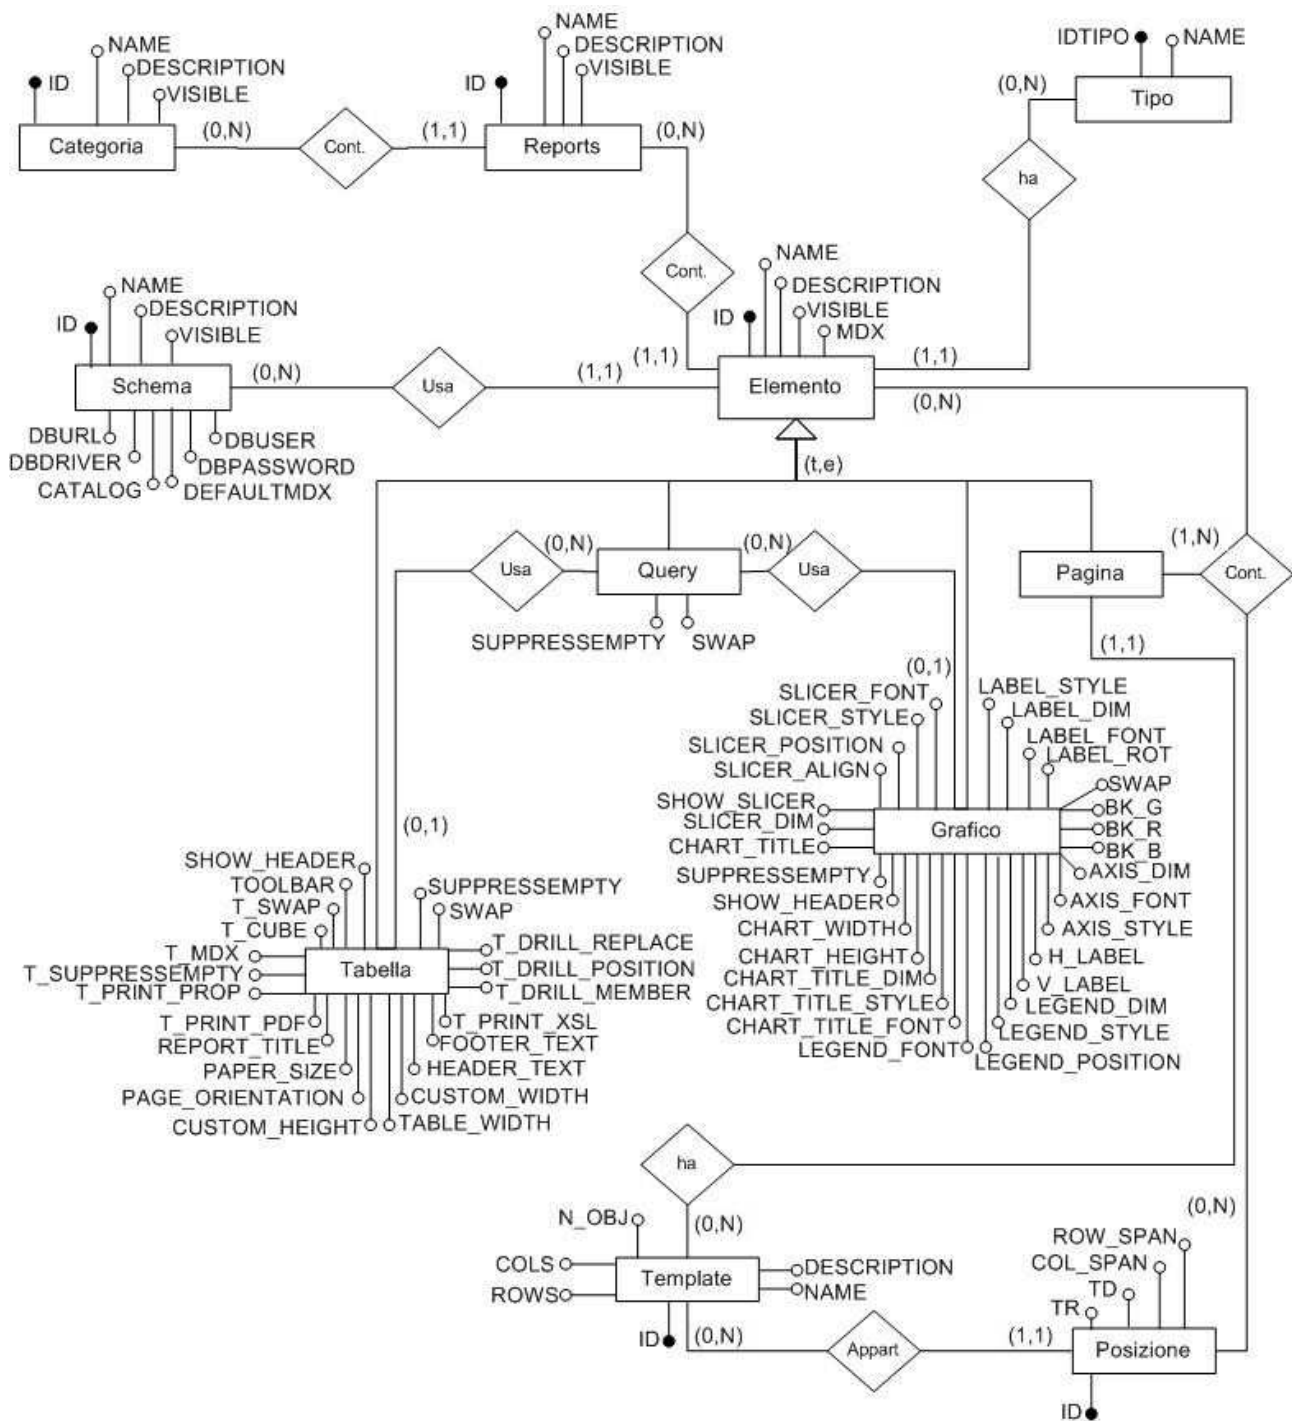 NAME
DESCRIPTION
VISIBLE
ID
Categoria
(0,N)
Cont.
(1,1)
NAME
DESCRIPTION
VISIBLE
ID
Reports
(0,N)
IDTIPO
NAME
(0,N)
Tipo
ha
Cont.
NAME
DESCRIPTION
VISIBLE
MDX
ID
(1,1)
(1,1)
Elemento
(0,N)
NAME
DESCRIPTION
VISIBLE
ID
Schema
(0,N)
Usa
(1,1)
DBURL
DBDRIVER
CATALOG
DBUSER
DBPASSWORD
DEFAULTMDX
(t,e)
Usa
(0,N)
Query
(0,N)
Usa
SUPPRESSEMPTY
SWAP
Pagina
(1,N)
Cont.
(1,1)
(0,1)
SLICER_FONT
SLICER_STYLE
SLICER_POSITION
SLICER_ALIGN
SHOW_SLICER
SLICER_DIM
CHART_TITLE
SUPPRESSEMPTY
SHOW_HEADER
CHART_WIDTH
CHART_HEIGHT
CHART_TITLE_DIM
CHART_TITLE_STYLE
CHART_TITLE_FONT
LEGEND_FONT
Grafico
LABEL_STYLE
LABEL_DIM
LABEL_FONT
LABEL_ROT
SWAP
BK_G
BK_R
BK_B
AXIS_DIM
AXIS_FONT
AXIS_STYLE
H_LABEL
V_LABEL
LEGEND_DIM
LEGEND_STYLE
LEGEND_POSITION
(0,1)
SHOW_HEADER
TOOLBAR
T_SWAP
T_CUBE
T_MDX
T_SUPPRESSEMPTY
T_PRINT_PROP
T_PRINT_PDF
REPORT_TITLE
PAPER_SIZE
PAGE_ORIENTATION
CUSTOM_HEIGHT
Tabella
SUPPRESSEMPTY
SWAP
T_DRILL_REPLACE
T_DRILL_POSITION
T_DRILL_MEMBER
T_PRINT_XSL
FOOTER_TEXT
HEADER_TEXT
CUSTOM_WIDTH
TABLE_WIDTH
ha
(0,N)
N_OBJ
COLS
ROWS
Template
DESCRIPTION
NAME
ID
(0,N)
Appart
(1,1)
(0,N)
ROW_SPAN
COL_SPAN
TD
TR
Posizione
ID